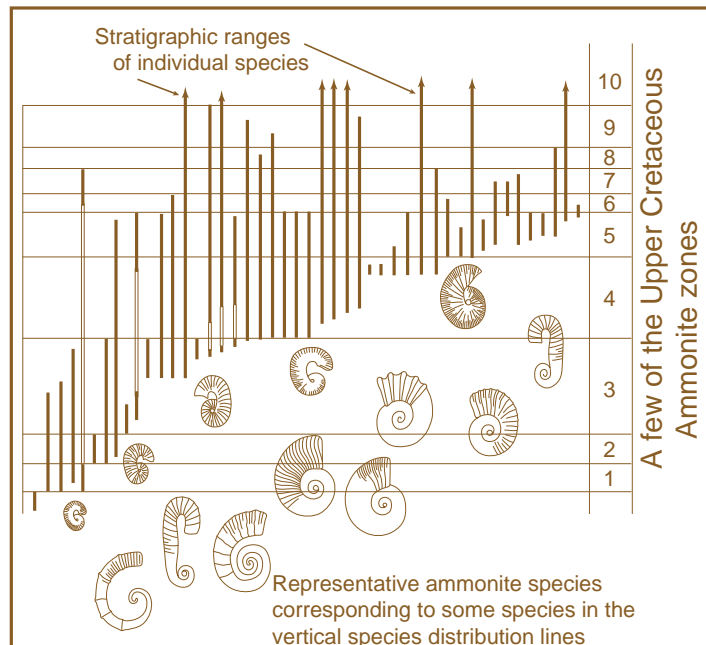 Stratigraphic ranges
of individual species
10
9
8
7
6
5
4
3
2
1
A few of the Upper Cretaceous
Ammonite zones
Representative ammonite species
corresponding to some species in the
vertical species distribution lines